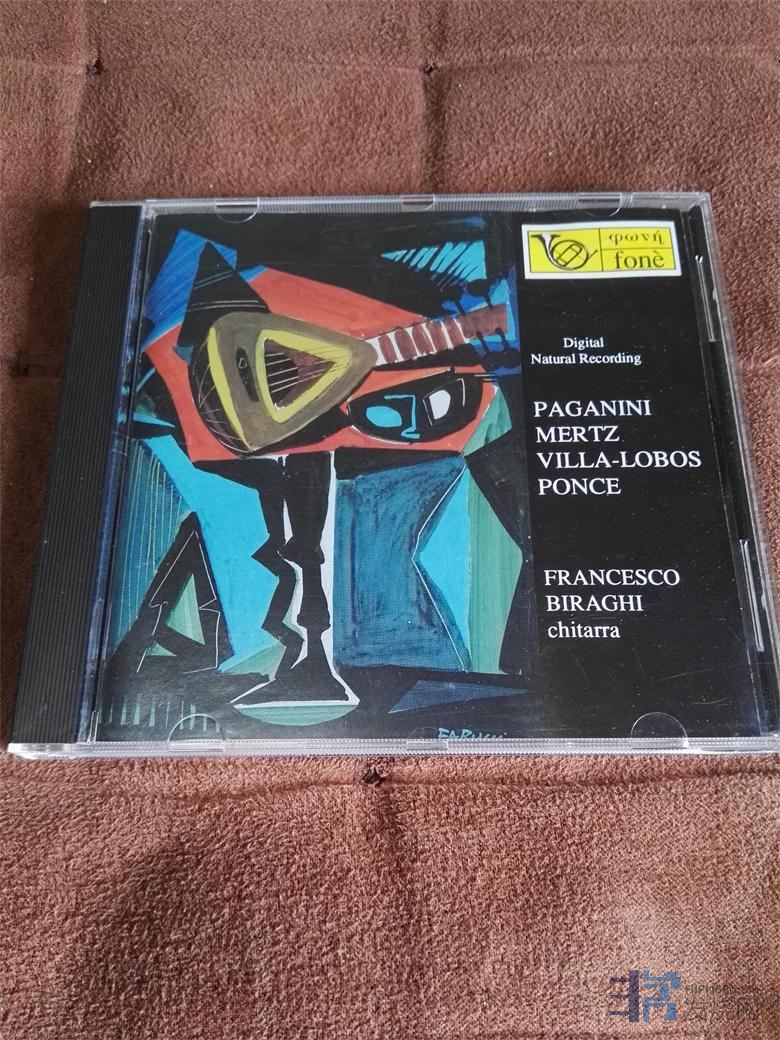 φωνή
fonè
Digital
Natural Recording
PAGANINI
MERTZ
VILLA-LOBOS
PONCE
FRANCESCO
BIRAGHI
chitarra